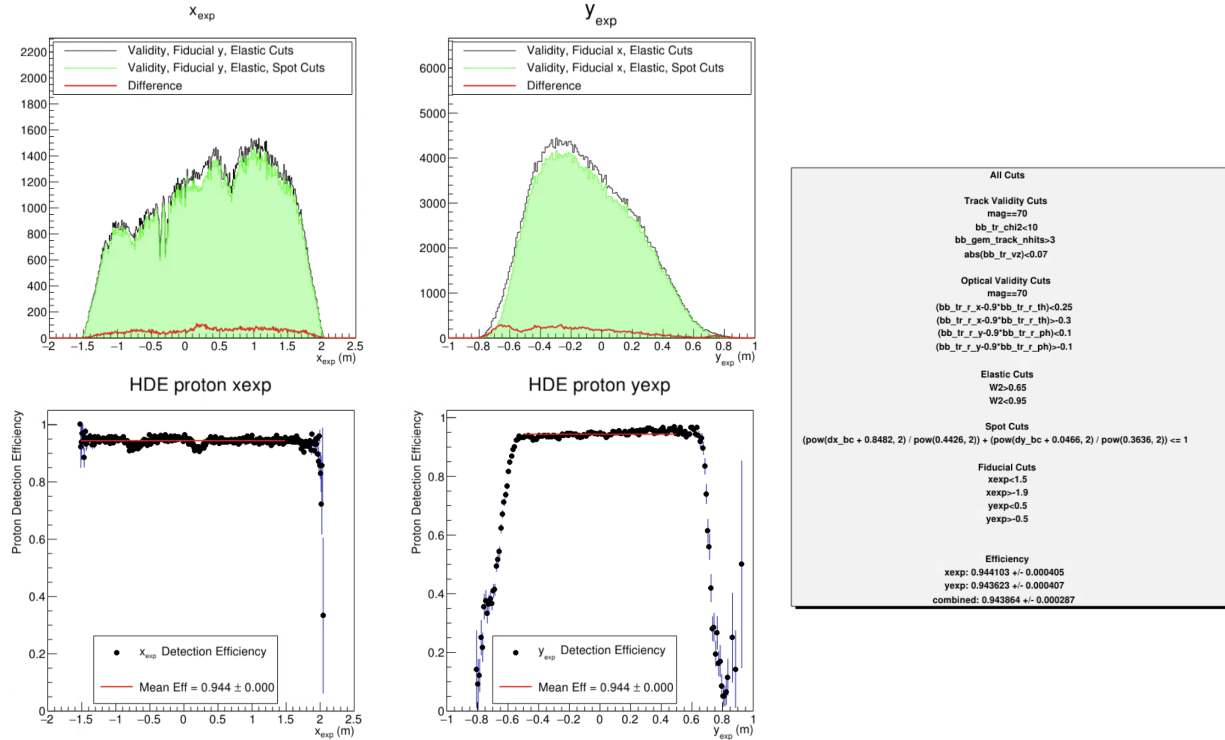 x_exp
2200
2000
1800
1600
1400
1200
1000
800
600
400
200
0
Validity, Fiducial y, Elastic Cuts
Validity, Fiducial y, Elastic, Spot Cuts
Difference
−2 −1.5 −1 −0.5 0 0.5 1 1.5 2 2.5
x_exp (m)
y_exp
6000
5000
4000
3000
2000
1000
0
Validity, Fiducial x, Elastic Cuts
Validity, Fiducial x, Elastic, Spot Cuts
Difference
−1 −0.8 −0.6 −0.4 −0.2 0 0.2 0.4 0.6 0.8 1
y_exp (m)
HDE proton xexp
Proton Detection Efficiency
1
0.8
0.6
0.4
0.2
0
x_exp Detection Efficiency
Mean Eff = 0.944 ± 0.000
−2 −1.5 −1 −0.5 0 0.5 1 1.5 2 2.5
x_exp (m)
HDE proton yexp
Proton Detection Efficiency
1
0.8
0.6
0.4
0.2
0
y_exp Detection Efficiency
Mean Eff = 0.944 ± 0.000
−1 −0.8 −0.6 −0.4 −0.2 0 0.2 0.4 0.6 0.8 1
y_exp (m)
All Cuts
Track Validity Cuts
mag==70
bb_tr_chi2<10
bb_gem_track_nhits>3
abs(bb_tr_vz)<0.07
Optical Validity Cuts
mag==70
(bb_tr_r_x-0.9*bb_tr_r_th)<0.25
(bb_tr_r_x-0.9*bb_tr_r_th)>-0.3
(bb_tr_r_y-0.9*bb_tr_r_ph)<0.1
(bb_tr_r_y-0.9*bb_tr_r_ph)>-0.1
Elastic Cuts
W2>0.65
W2<0.95
Spot Cuts
(pow(dx_bc + 0.8482, 2) / pow(0.4426, 2)) + (pow(dy_bc + 0.0466, 2) / pow(0.3636, 2)) <= 1
Fiducial Cuts
xexp<1.5
xexp>-1.9
yexp<0.5
yexp>-0.5
Efficiency
xexp: 0.944103 +/- 0.000405
yexp: 0.943623 +/- 0.000407
combined: 0.943864 +/- 0.000287